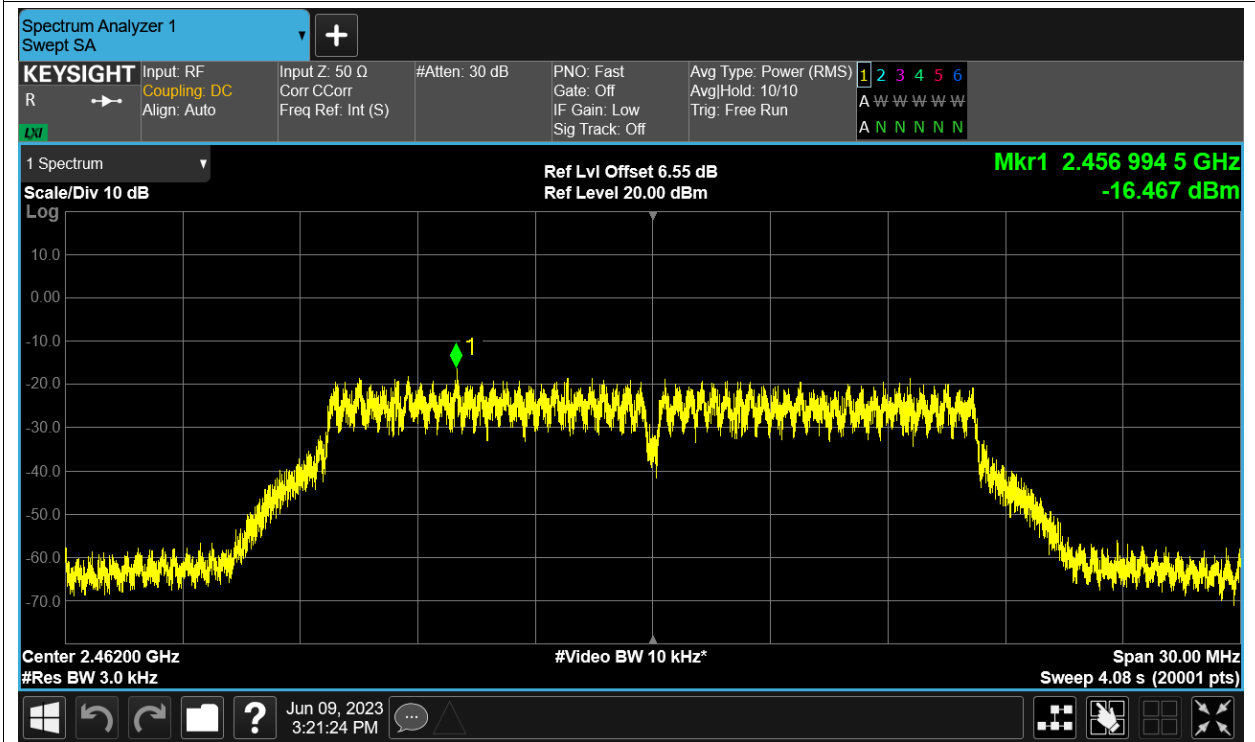 Spectrum Analyzer 1
Swept SA
KEYSIGHT
R
LXI
Input: RF
Coupling: DC
Align: Auto
Input Z: 50 Ω
Corr CCorr
Freq Ref: Int (S)
#Atten: 30 dB
PNO: Fast
Gate: Off
IF Gain: Low
Sig Track: Off
Avg Type: Power (RMS)
Avg|Hold: 10/10
Trig: Free Run
1 2 3 4 5 6
A W W W W W
A N N N N N
1 Spectrum
Scale/Div 10 dB
Ref Lvl Offset 6.55 dB
Ref Level 20.00 dBm
Mkr1 2.456 994 5 GHz
-16.467 dBm
Log
10.0
0.00
-10.0
1
-20.0
-30.0
-40.0
-50.0
-60.0
-70.0
Center 2.46200 GHz
#Video BW 10 kHz*
Span 30.00 MHz
#Res BW 3.0 kHz
Sweep 4.08 s (20001 pts)
?
Jun 09, 2023
3:21:24 PM